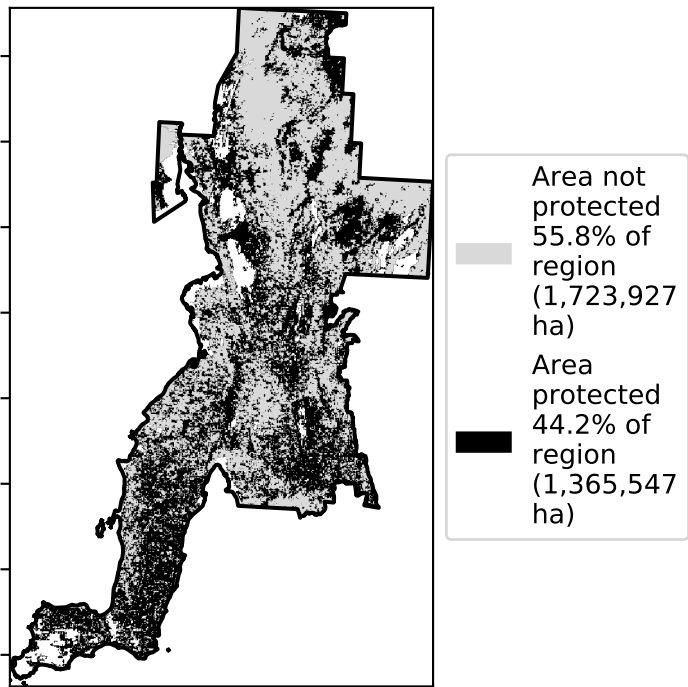 Area not
protected
55.8% of
region
(1,723,927
ha)
Area
protected
44.2% of
region
(1,365,547
ha)